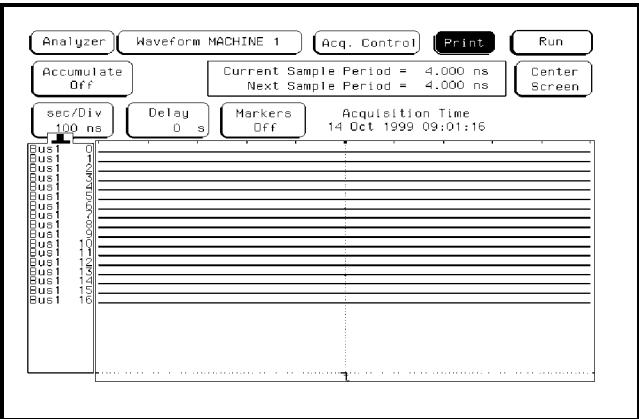 Analyzer Waveform MACHINE 1 Acq. Control Print Run
Accumulate
Off
Current Sample Period = 4.000 ns
Next Sample Period = 4.000 ns
Center
Screen
sec/Div
100 ns
Delay
0 s
Markers
Off
Acquisition Time
14 Oct 1999 09:01:16
Bus1 0
Bus1 1
Bus1 2
Bus1 3
Bus1 4
Bus1 5
Bus1 6
Bus1 7
Bus1 8
Bus1 9
Bus1 10
Bus1 11
Bus1 12
Bus1 13
Bus1 14
Bus1 15
Bus1 16